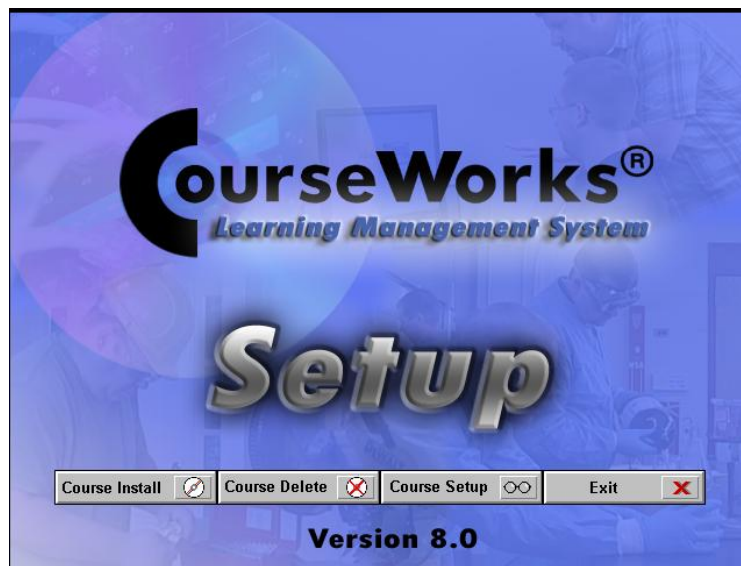 CourseWorks®
Learning Management System
Setup
Course Install Course Delete Course Setup Exit
Version 8.0